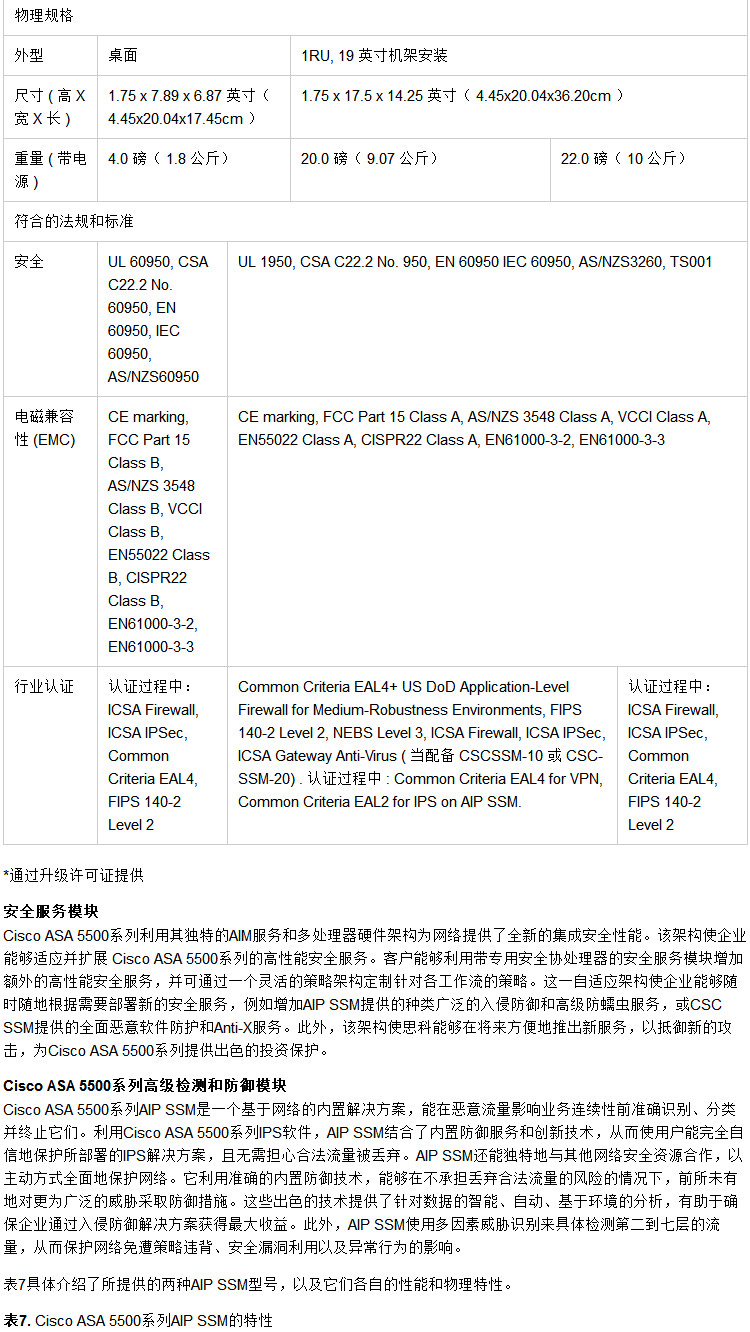 物理规格
外型
桌面
1RU, 19 英寸机架安装
尺寸 ( 高 X
宽 X 长 )
1.75 x 7.89 x 6.87 英寸（
4.45x20.04x17.45cm ）
1.75 x 17.5 x 14.25 英寸（ 4.45x20.04x36.20cm ）
重量 ( 带电
源 )
4.0 磅（ 1.8 公斤）
20.0 磅（ 9.07 公斤）
22.0 磅（ 10 公斤）
符合的法规和标准
安全
UL 60950, CSA
C22.2 No.
60950, EN
60950, IEC
60950,
AS/NZS60950
UL 1950, CSA C22.2 No. 950, EN 60950 IEC 60950, AS/NZS3260, TS001
电磁兼容
性 (EMC)
CE marking,
FCC Part 15
Class B,
AS/NZS 3548
Class B, VCCI
Class B,
EN55022 Class
B, CISPR22
Class B,
EN61000-3-2,
EN61000-3-3
CE marking, FCC Part 15 Class A, AS/NZS 3548 Class A, VCCI Class A,
EN55022 Class A, CISPR22 Class A, EN61000-3-2, EN61000-3-3
行业认证
认证过程中：
ICSA Firewall,
ICSA IPSec,
Common
Criteria EAL4,
FIPS 140-2
Level 2
Common Criteria EAL4+ US DoD Application-Level
Firewall for Medium-Robustness Environments, FIPS
140-2 Level 2, NEBS Level 3, ICSA Firewall, ICSA IPSec,
ICSA Gateway Anti-Virus ( 当配备 CSCSSM-10 或 CSC-
SSM-20) . 认证过程中 : Common Criteria EAL4 for VPN,
Common Criteria EAL2 for IPS on AIP SSM.
认证过程中：
ICSA Firewall,
ICSA IPSec,
Common
Criteria EAL4,
FIPS 140-2
Level 2
*通过升级许可证提供
安全服务模块
Cisco ASA 5500系列利用其独特的AIM服务和多处理器硬件架构为网络提供了全新的集成安全性能。该架构使企业
能够适应并扩展 Cisco ASA 5500系列的高性能安全服务。客户能够利用带专用安全协处理器的安全服务模块增加
额外的高性能安全服务，并可通过一个灵活的策略架构定制针对各工作流的策略。这一自适应架构使企业能够随
时随地根据需要部署新的安全服务，例如增加AIP SSM提供的种类广泛的入侵防御和高级防蠕虫服务，或CSC
SSM提供的全面恶意软件防护和Anti-X服务。此外，该架构使思科能够在将来方便地推出新服务，以抵御新的攻
击，为Cisco ASA 5500系列提供出色的投资保护。
Cisco ASA 5500系列高级检测和防御模块
Cisco ASA 5500系列AIP SSM是一个基于网络的内置解决方案，能在恶意流量影响业务连续性前准确识别、分类
并终止它们。利用Cisco ASA 5500系列IPS软件，AIP SSM结合了内置防御服务和创新技术，从而使用户能完全自
信地保护所部署的IPS解决方案，且无需担心合法流量被丢弃。AIP SSM还能独特地与其他网络安全资源合作，以
主动方式全面地保护网络。它利用准确的内置防御技术，能够在不承担丢弃合法流量的风险的情况下，前所未有
地对更为广泛的威胁采取防御措施。这些出色的技术提供了针对数据的智能、自动、基于环境的分析，有助于确
保企业通过入侵防御解决方案获得最大收益。此外，AIP SSM使用多因素威胁识别来具体检测第二到七层的流
量，从而保护网络免遭策略违背、安全漏洞利用以及异常行为的影响。
表7具体介绍了所提供的两种AIP SSM型号，以及它们各自的性能和物理特性。
表7. Cisco ASA 5500系列AIP SSM的特性